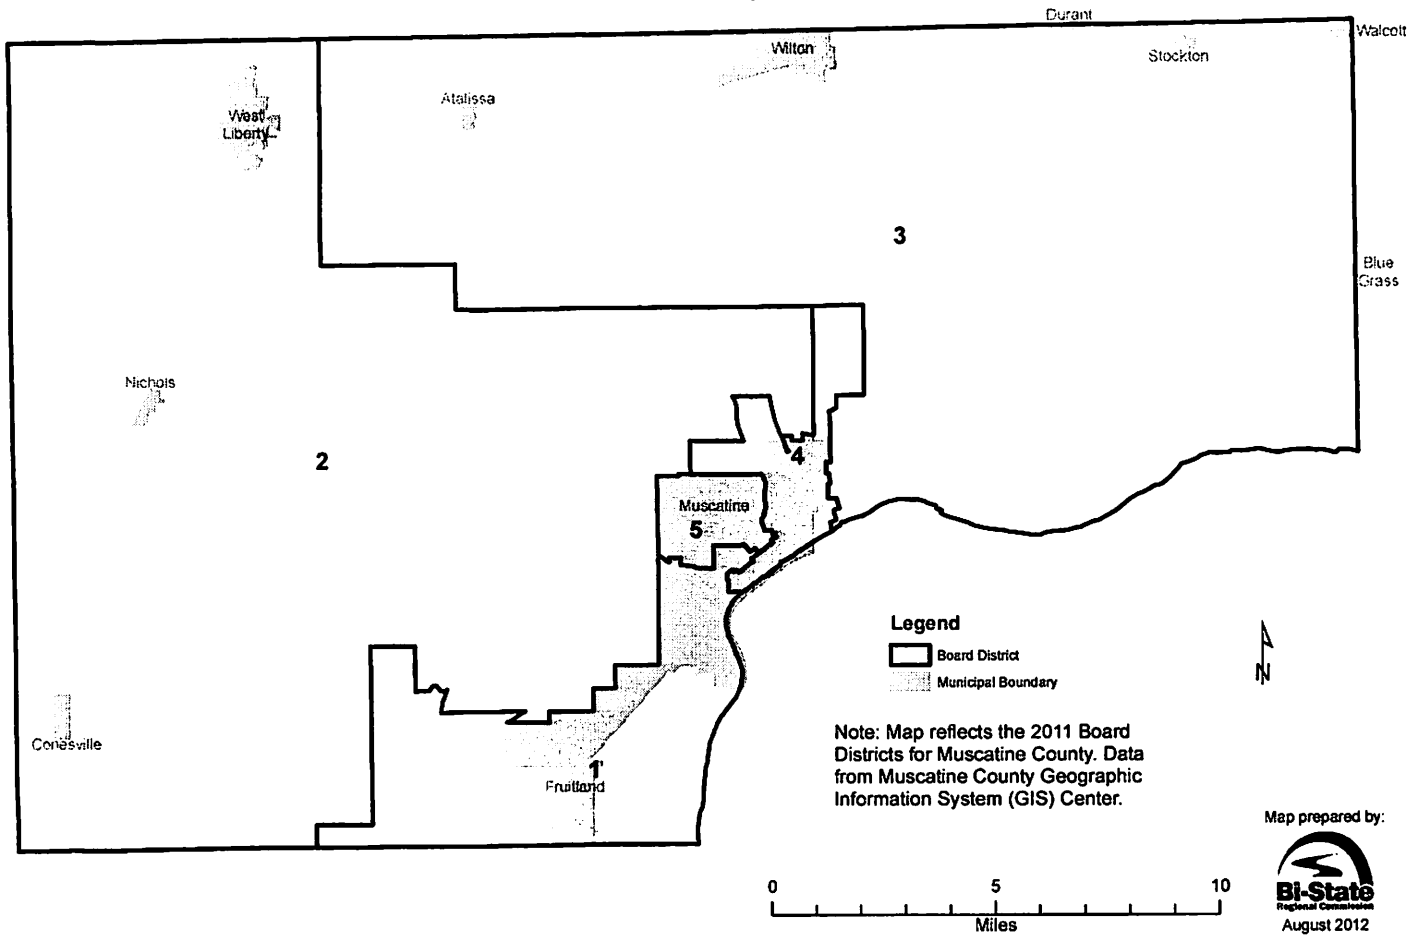 Durant
Walcott
Wilton
Stockton
Atalissa
West
Liberty
3
Blue
Grass
Nichols
2
4
Muscatine
5
Legend
Board District
Municipal Boundary
N
Conesville
1
Fruitland
Note: Map reflects the 2011 Board
Districts for Muscatine County. Data
from Muscatine County Geographic
Information System (GIS) Center.
Map prepared by:
Bi-State
Regional Commission
August 2012
0 5 10
Miles